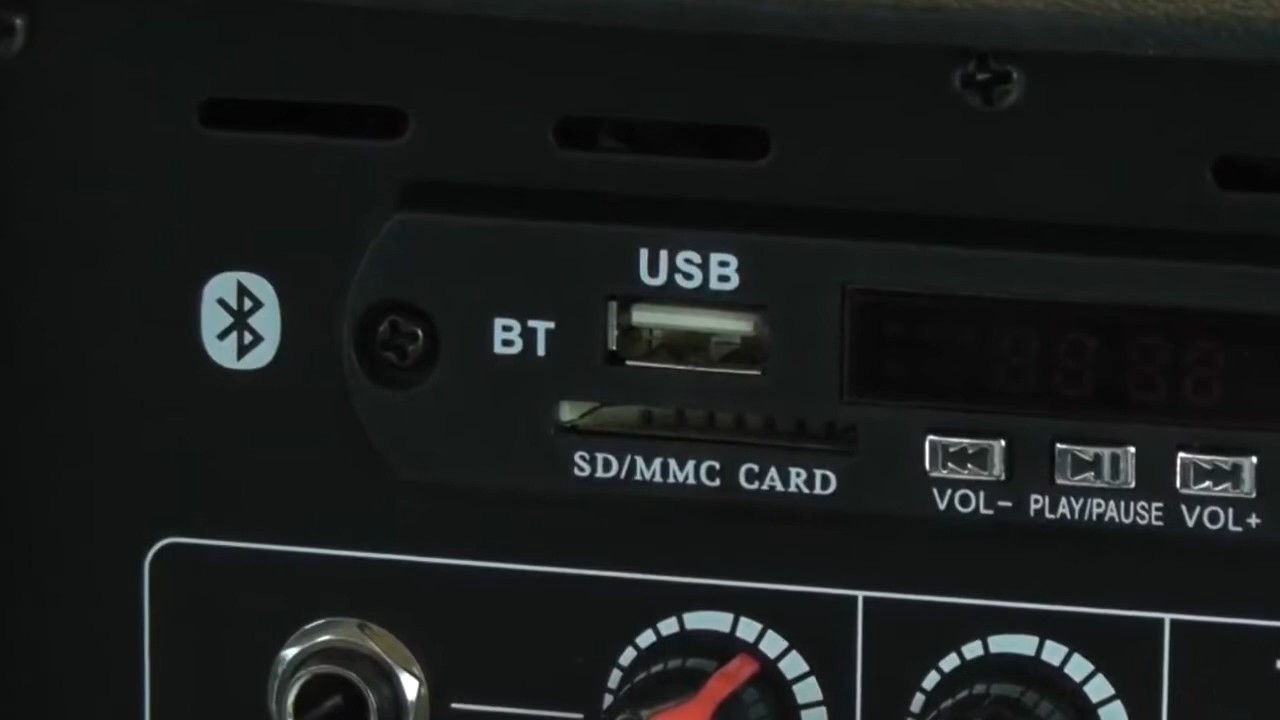 USB
BT
SD/MMC CARD
VOL-
PLAY/PAUSE
VOL+